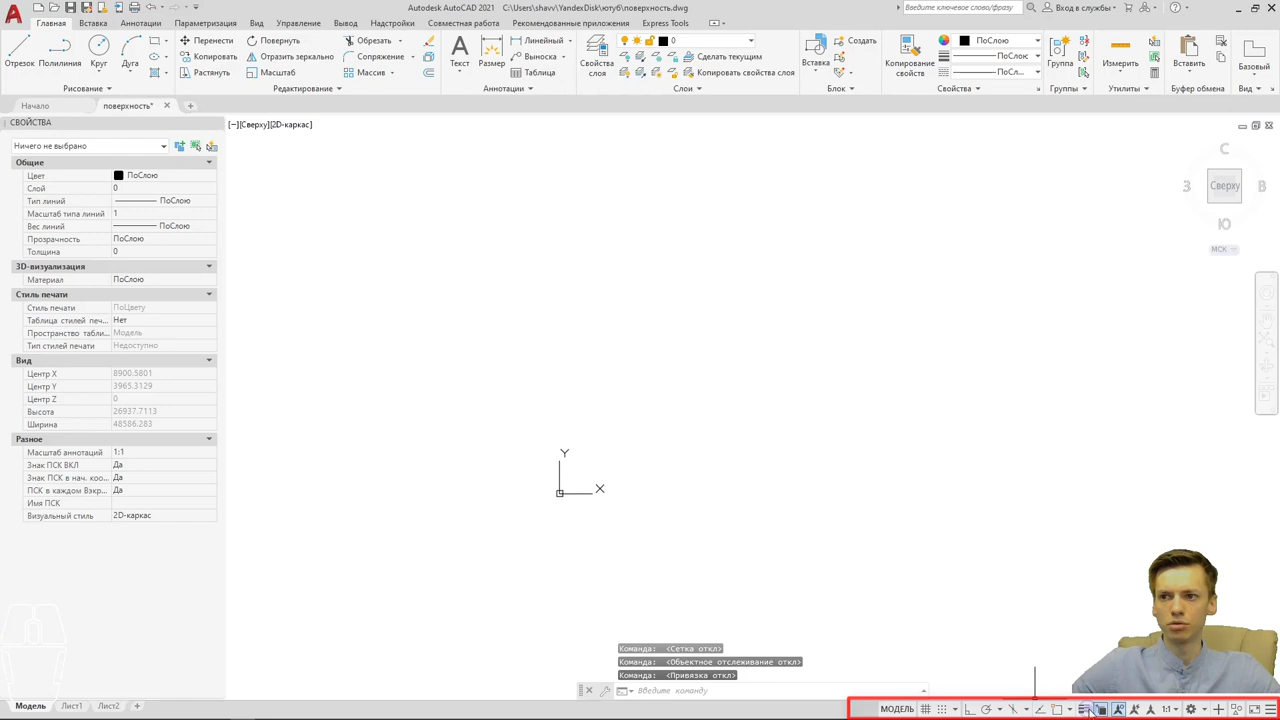 Autodesk AutoCAD 2021 C:\Users\shavv\YandexDisk\ютуб\поверхность.dwg Введите ключевое слово/фразу Вход в службы
Главная Вставка Аннотации Параметризация Вид Управление Вывод Надстройки Совместная работа Рекомендованные приложения Express Tools
Отрезок Полилиния Круг Дуга
Перенести Повернуть Обрезать
Копировать Отразить зеркально Сопряжение
Растянуть Масштаб Массив
Текст Размер
Линейный
Выноска
Таблица
Свойства слоя
0
Сделать текущим
Копировать свойства слоя
Вставка
Создать
Копирование свойств
ПоСлою
ПоСлою
ПоСл...
Группа Измерить Вставить Базовый
Рисование Редактирование Аннотации Слои Блок Свойства Группы Утилиты Буфер обмена Вид
Начало поверхность*
СВОЙСТВА
[−][Сверху][2D-каркас]
Ничего не выбрано
Общие
Цвет ПоСлою
Слой 0
Тип линий ПоСлою
Масштаб типа линий 1
Вес линий ПоСлою
Прозрачность ПоСлою
Толщина 0
3D-визуализация
Материал ПоСлою
Стиль печати
Стиль печати ПоЦвету
Таблица стилей печ... Нет
Пространство табли... Модель
Тип стилей печати Недоступно
Вид
Центр X 8900.5801
Центр Y 3965.3129
Центр Z 0
Высота 26937.7113
Ширина 48586.283
Разное
Масштаб аннотаций 1:1
Знак ПСК ВКЛ Да
Знак ПСК в нач. коо... Да
ПСК в каждом Вэкр... Да
Имя ПСК
Визуальный стиль 2D-каркас
С
З Сверху В
Ю
МСК
Y
X
Команда: <Сетка откл>
Команда: <Объектное отслеживание откл>
Команда: <Привязка откл>
Введите команду
Модель Лист1 Лист2
МОДЕЛЬ 1:1